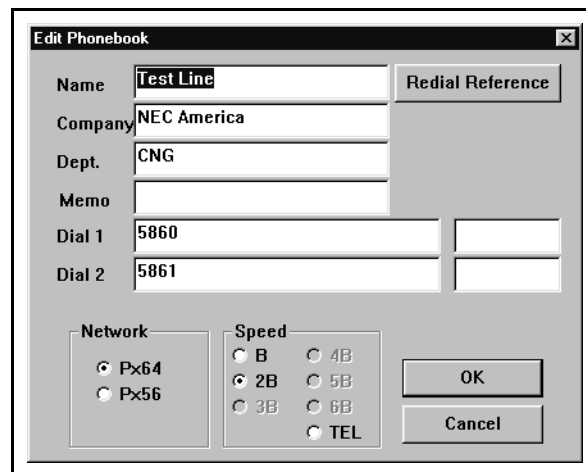 Edit Phonebook
Name Test Line Redial Reference
Company NEC America
Dept. CNG
Memo
Dial 1 5860
Dial 2 5861
Network Speed
Px64 B 4B
Px56 2B 5B OK
3B 6B
TEL Cancel